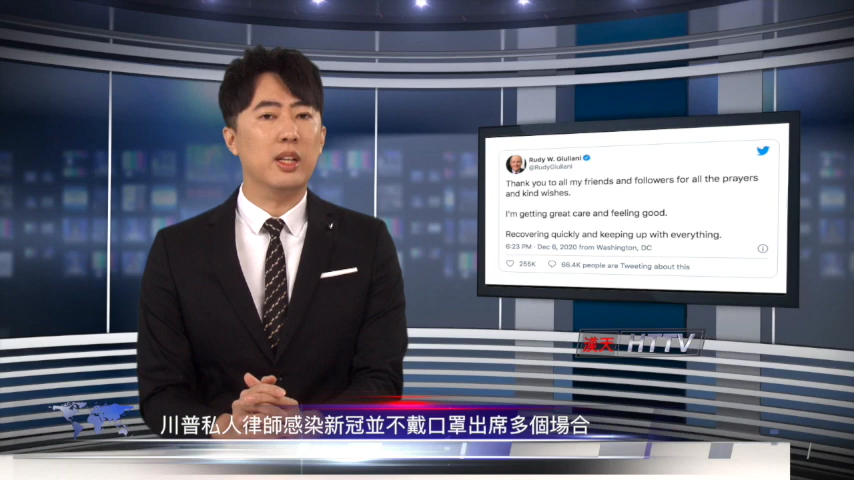 Rudy W. Giuliani
@RudyGiuliani
Thank you to all my friends and followers for all the prayers
and kind wishes.
I'm getting great care and feeling good.
Recovering quickly and keeping up with everything.
6:23 PM · Dec 6, 2020 from Washington, DC
255K
66.4K people are Tweeting about this
漢天 HTTV
川普私人律師感染新冠並不戴口罩出席多個場合